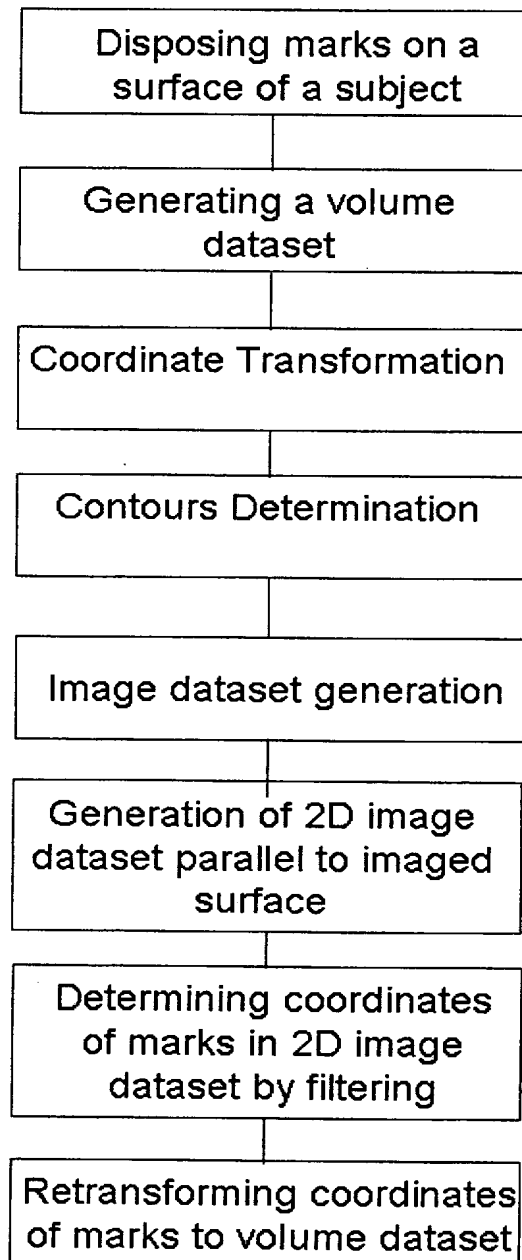 Disposing marks on a
surface of a subject
Generating a volume
dataset
Coordinate Transformation
Contours Determination
Image dataset generation
Generation of 2D image
dataset parallel to imaged
surface
Determining coordinates
of marks in 2D image
dataset by filtering
Retransforming coordinates
of marks to volume dataset